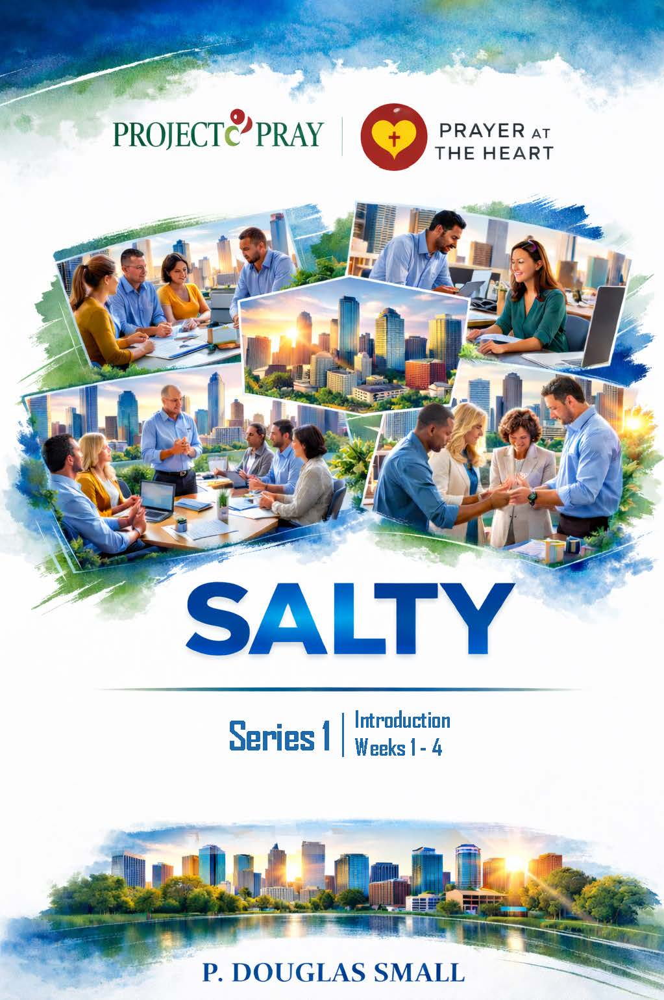 PROJECT PRAY
PRAYER AT
THE HEART
SALTY
Series 1
Introduction
Weeks 1 - 4
P. DOUGLAS SMALL